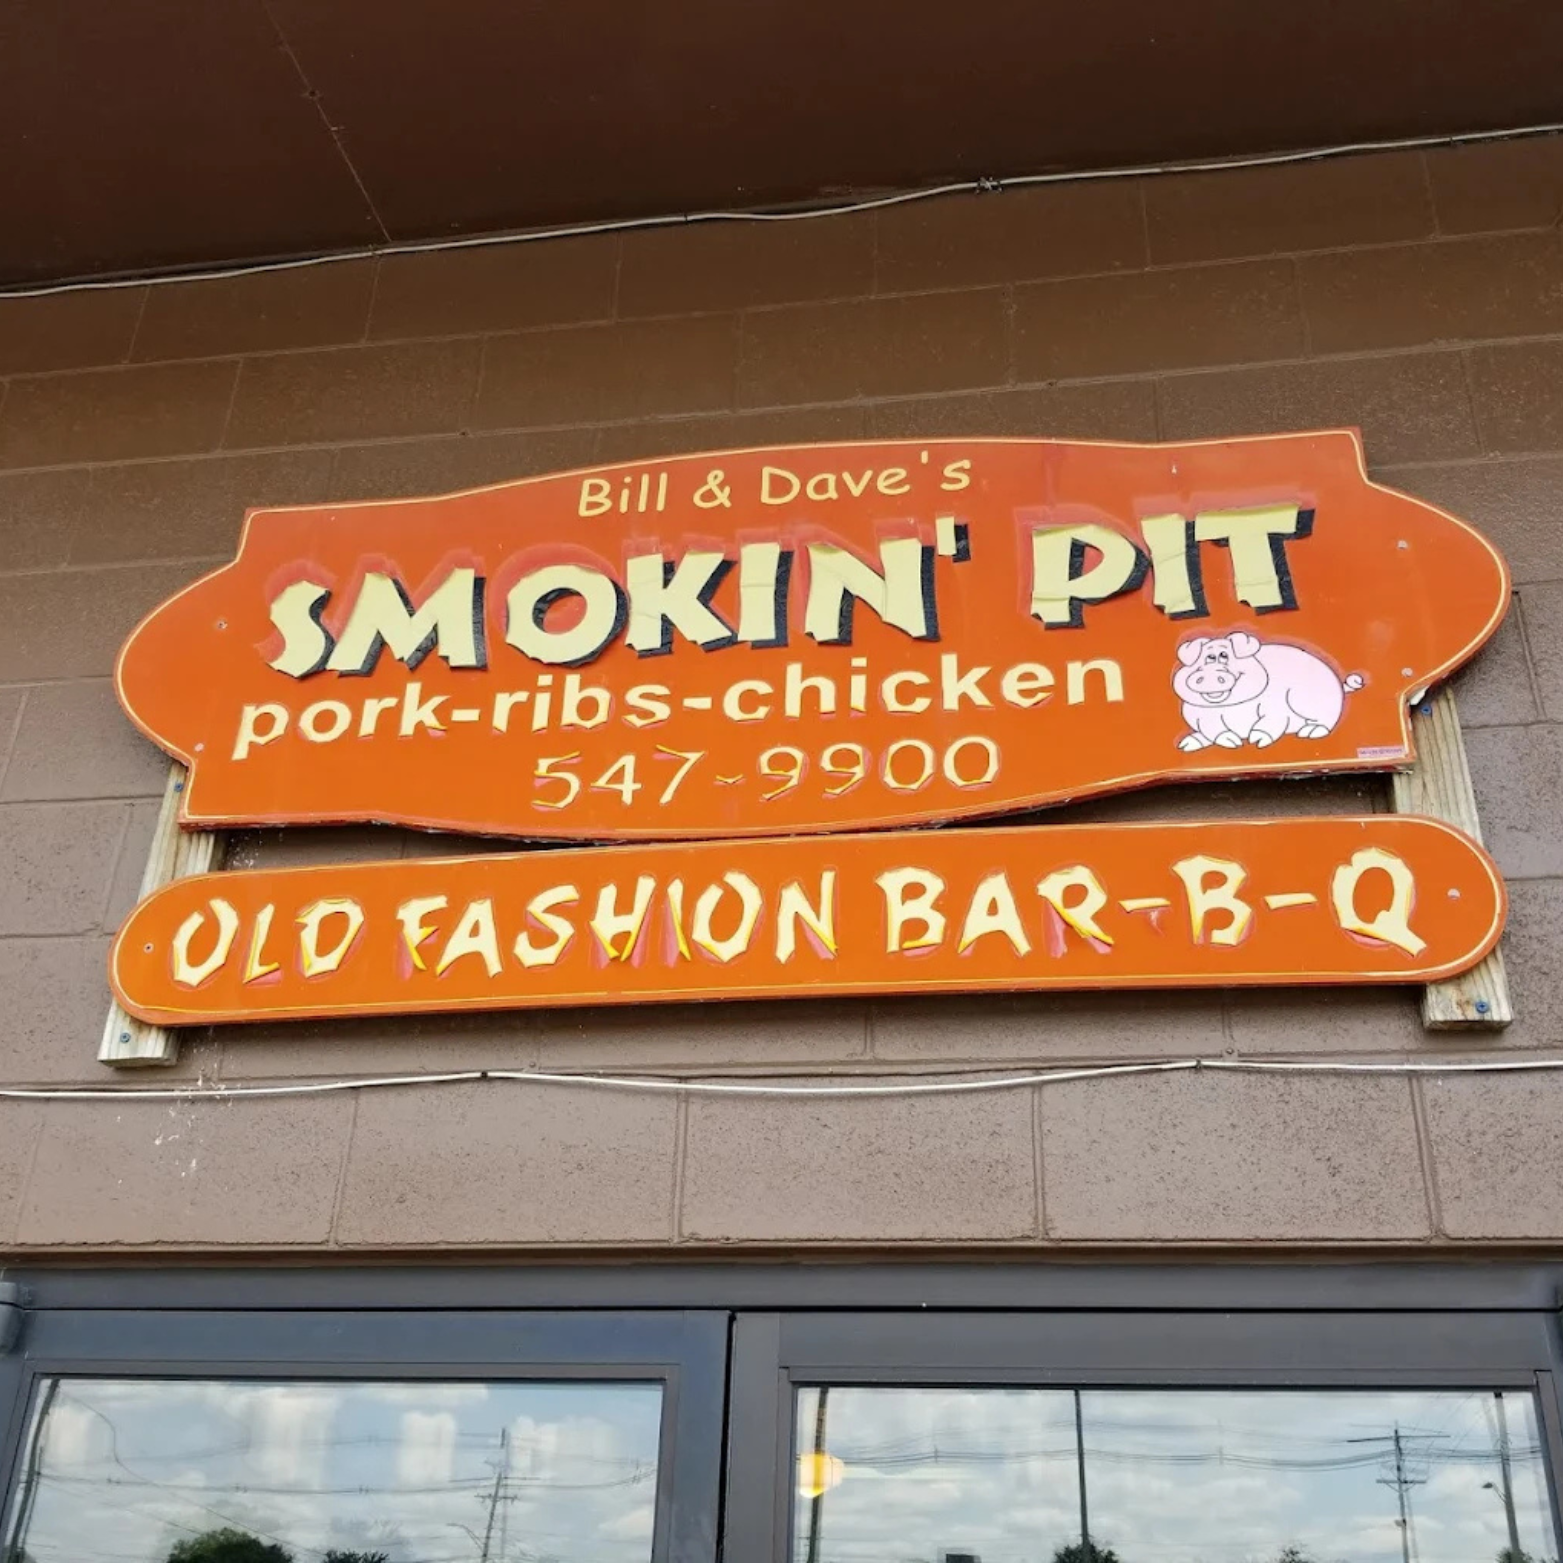 Bill & Dave's
SMOKIN' PIT
pork-ribs-chicken
547-9900
OLD FASHION BAR-B-Q